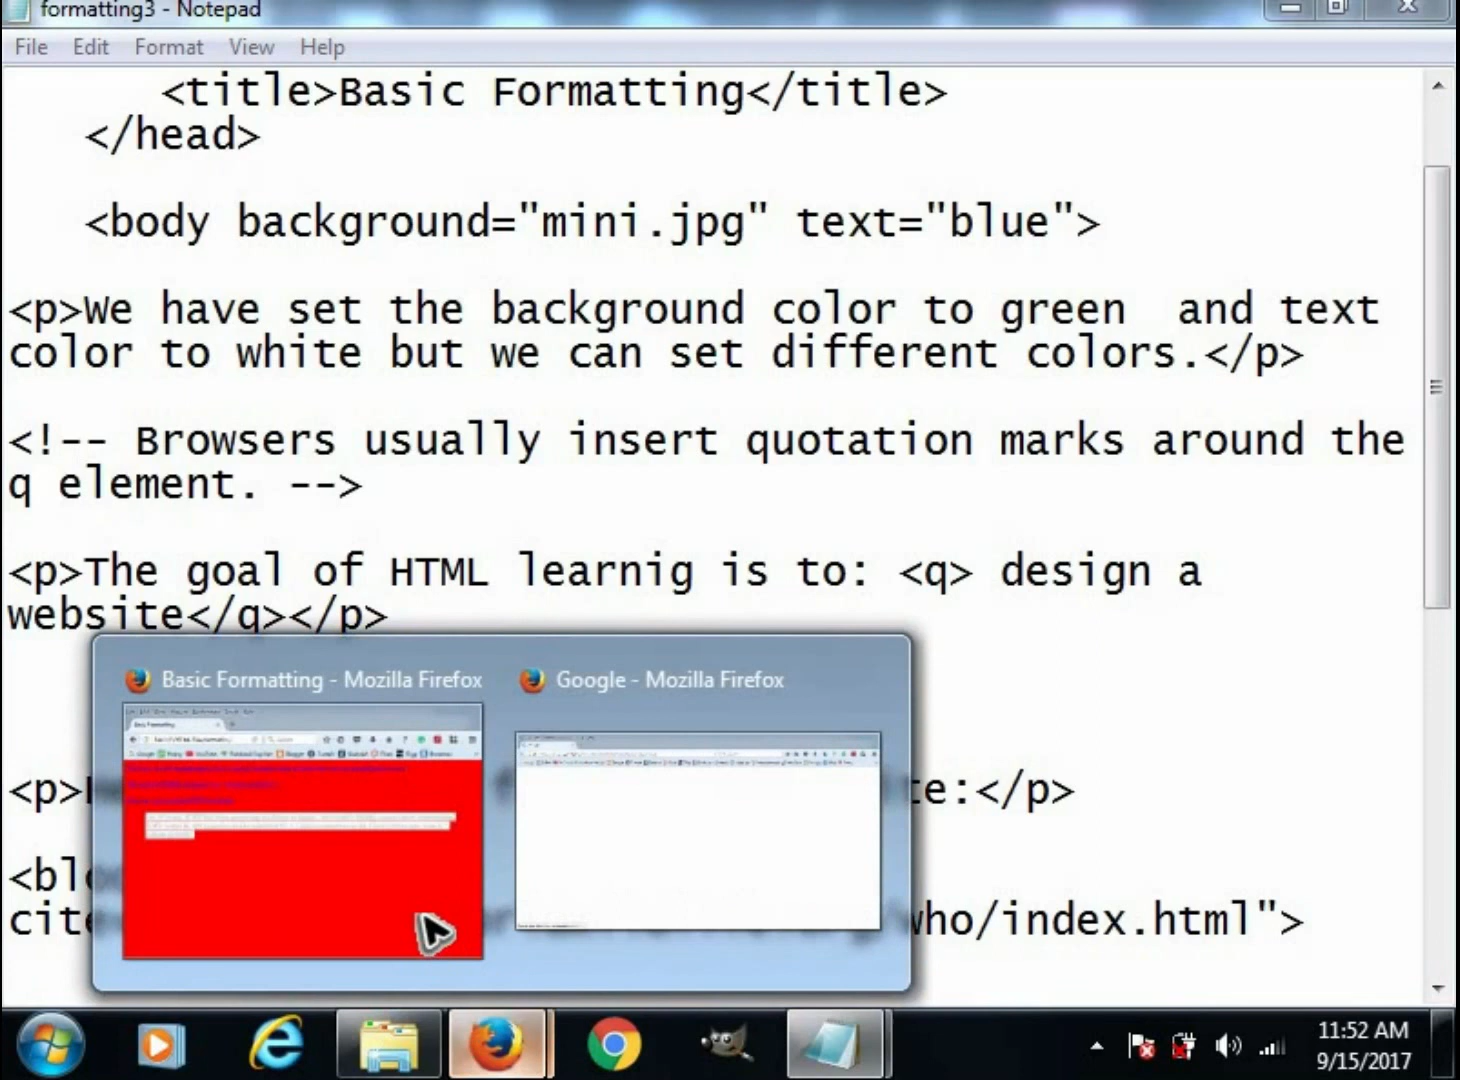 formatting3 - Notepad
File Edit Format View Help
<title>Basic Formatting</title>
</head>
<body background="mini.jpg" text="blue">
<p>We have set the background color to green  and text
color to white but we can set different colors.</p>
<!-- Browsers usually insert quotation marks around the
q element. -->
<p>The goal of HTML learnig is to: <q> design a
website</q></p>
Basic Formatting - Mozilla Firefox
Google - Mozilla Firefox
<p>
:</p>
cite
who/index.html">
11:52 AM
9/15/2017